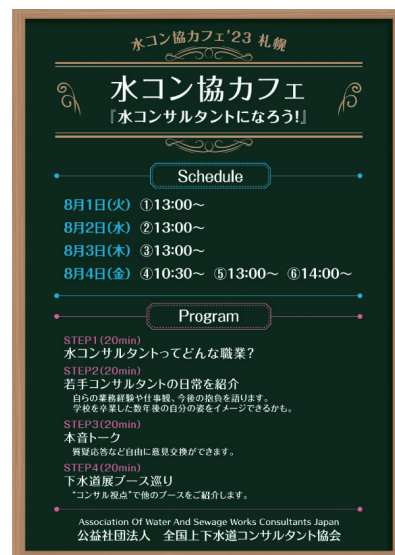 水コン協カフェ'23 札幌
水コン協カフェ
『水コンサルタントになろう!』
Schedule
8月1日(火) ①13:00～
8月2日(水) ②13:00～
8月3日(木) ③13:00～
8月4日(金) ④10:30～ ⑤13:00～ ⑥14:00～
Program
STEP1(20min)
水コンサルタントってどんな職業?
STEP2(20min)
若手コンサルタントの日常を紹介
自らの業務経験や仕事観、今後の抱負を語ります。
学校を卒業した数年後の自分の姿をイメージできるかも。
STEP3(20min)
本音トーク
質疑応答など自由に意見交換ができます。
STEP4(20min)
下水道展ブース巡り
"コンサル視点"で他のブースをご紹介します。
Association Of Water And Sewage Works Consultants Japan
公益社団法人 全国上下水道コンサルタント協会